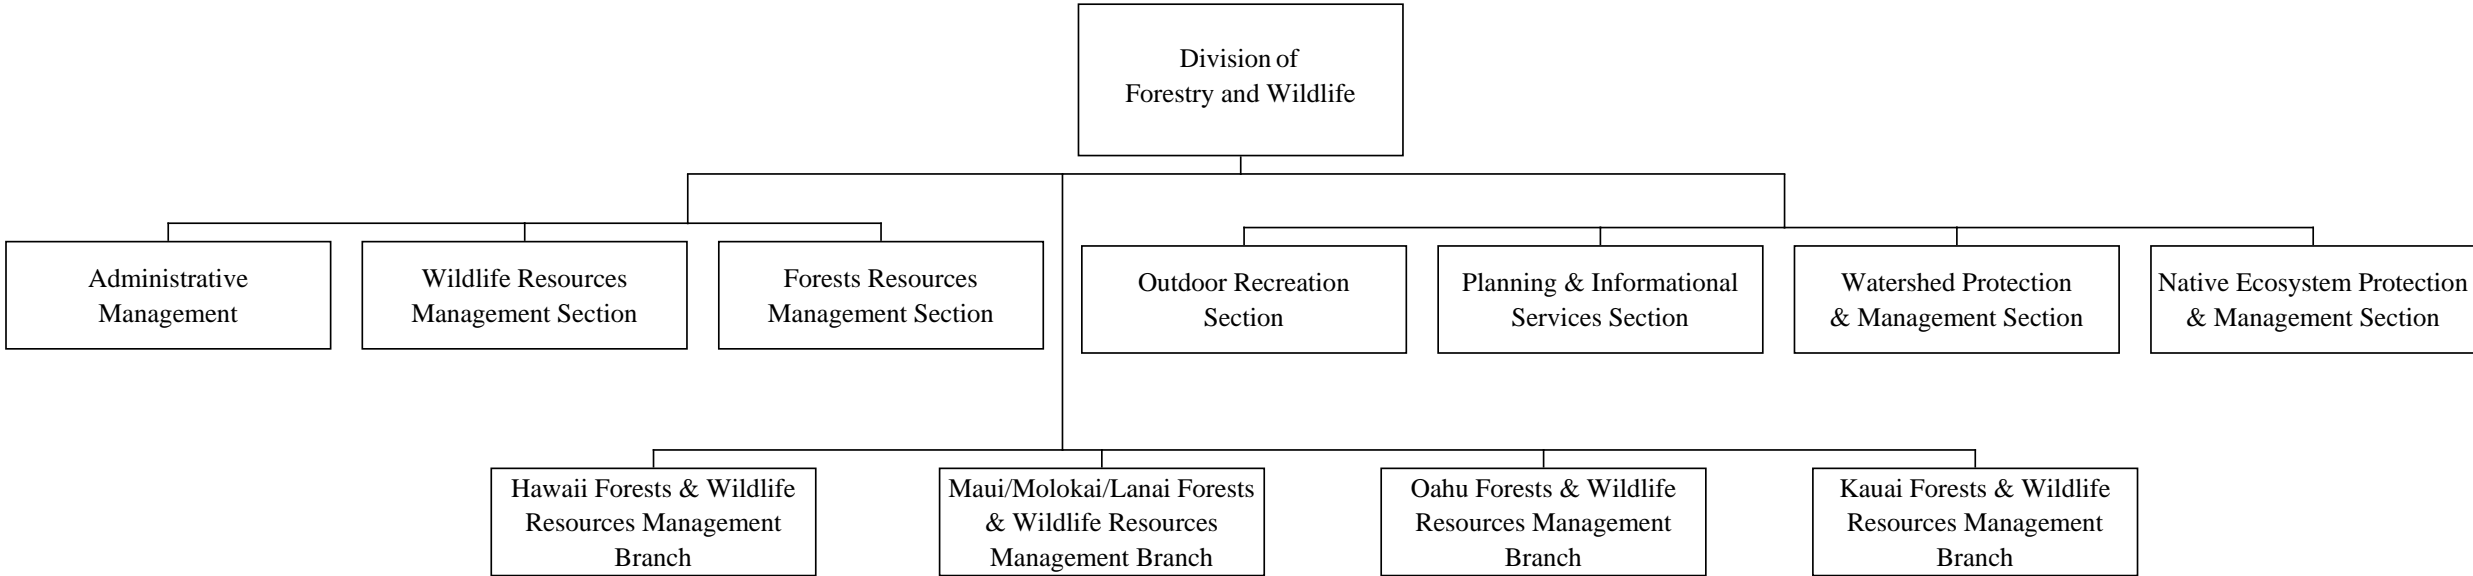 Division of
Forestry and Wildlife
Administrative
Management
Wildlife Resources
Management Section
Forests Resources
Management Section
Outdoor Recreation
Section
Planning & Informational
Services Section
Watershed Protection
& Management Section
Native Ecosystem Protection
& Management Section
Hawaii Forests & Wildlife
Resources Management
Branch
Maui/Molokai/Lanai Forests
& Wildlife Resources
Management Branch
Oahu Forests & Wildlife
Resources Management
Branch
Kauai Forests & Wildlife
Resources Management
Branch